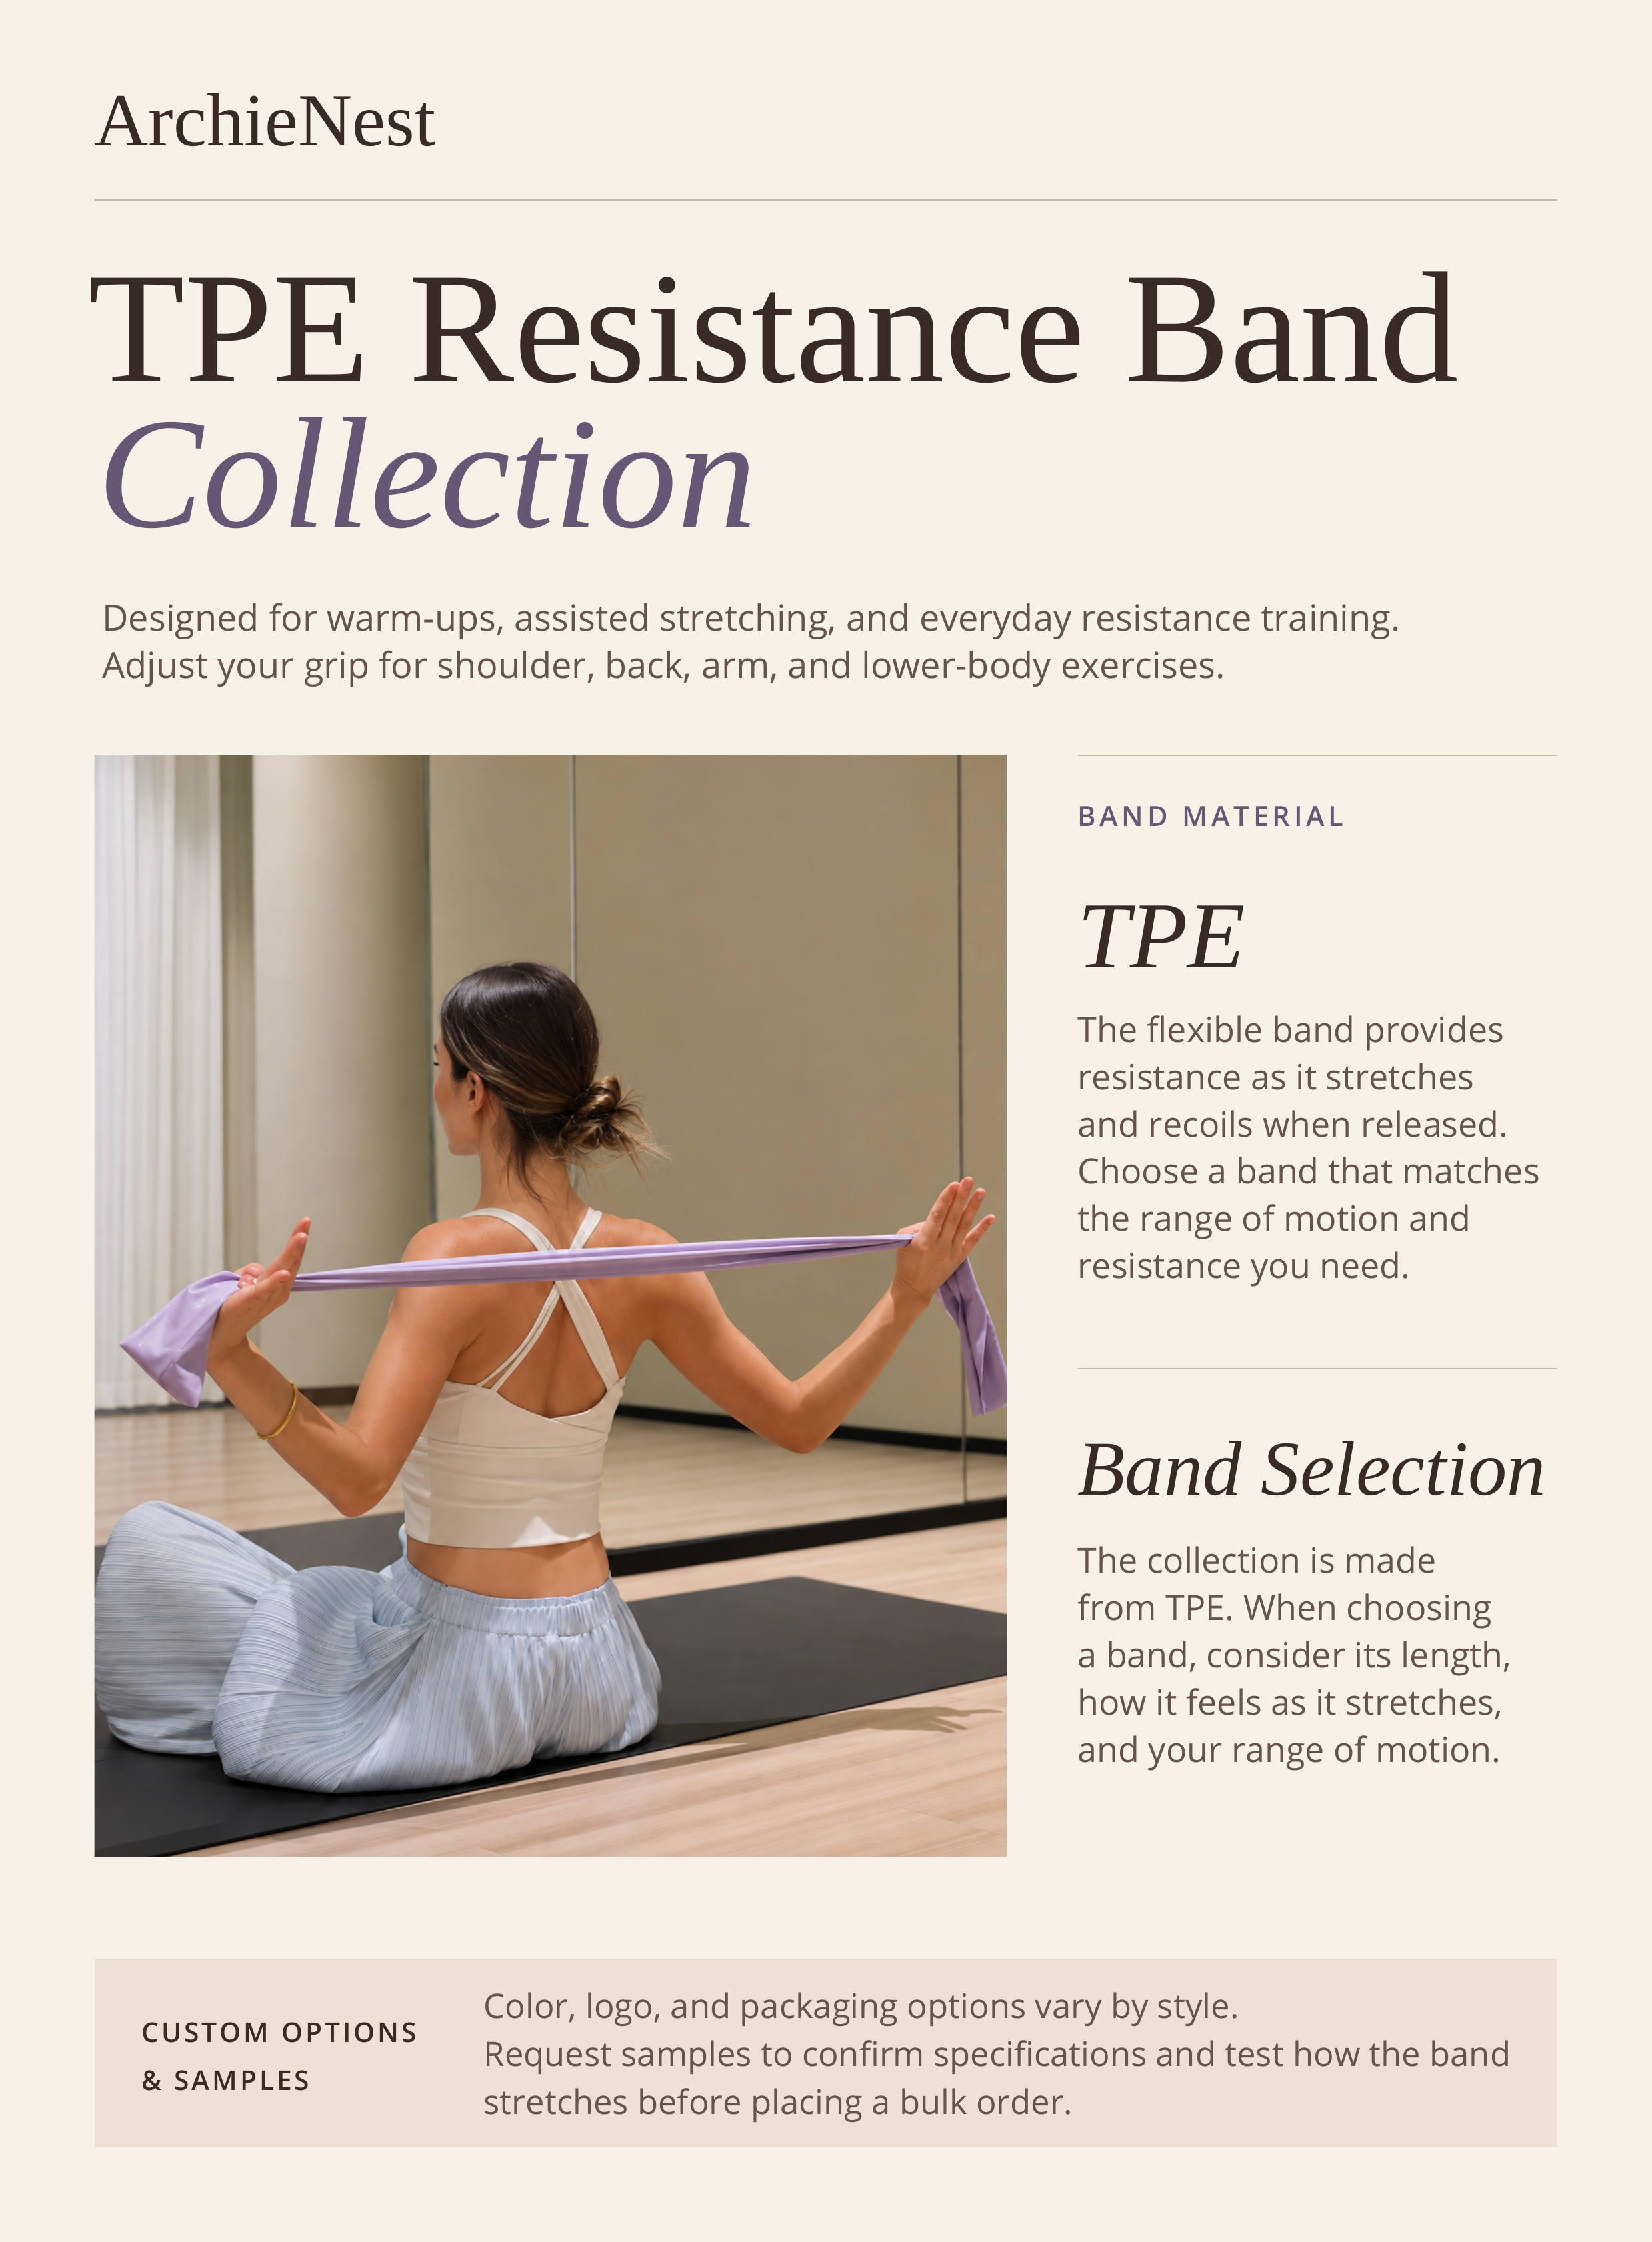 ArchieNest
TPE Resistance Band
Collection
Designed for warm-ups, assisted stretching, and everyday resistance training.
Adjust your grip for shoulder, back, arm, and lower-body exercises.
BAND MATERIAL
TPE
The flexible band provides
resistance as it stretches
and recoils when released.
Choose a band that matches
the range of motion and
resistance you need.
Band Selection
The collection is made
from TPE. When choosing
a band, consider its length,
how it feels as it stretches,
and your range of motion.
CUSTOM OPTIONS
& SAMPLES
Color, logo, and packaging options vary by style.
Request samples to confirm specifications and test how the band
stretches before placing a bulk order.